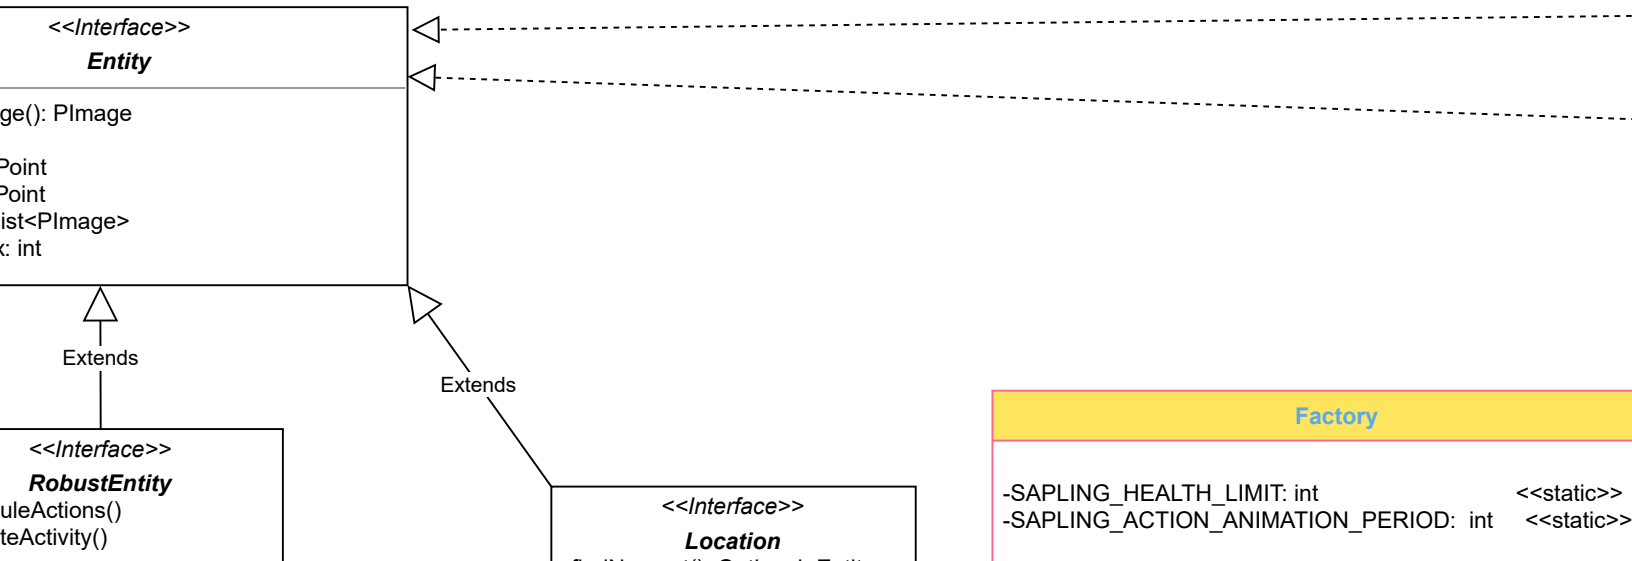 <<Interface>>
Entity
ge(): PImage
Point
Point
ist<PImage>
x: int
Extends
Extends
<<Interface>>
RobustEntity
uleActions()
teActivity()
<<Interface>>
Location
Factory
-SAPLING_HEALTH_LIMIT: int <<static>>
-SAPLING_ACTION_ANIMATION_PERIOD: int <<static>>